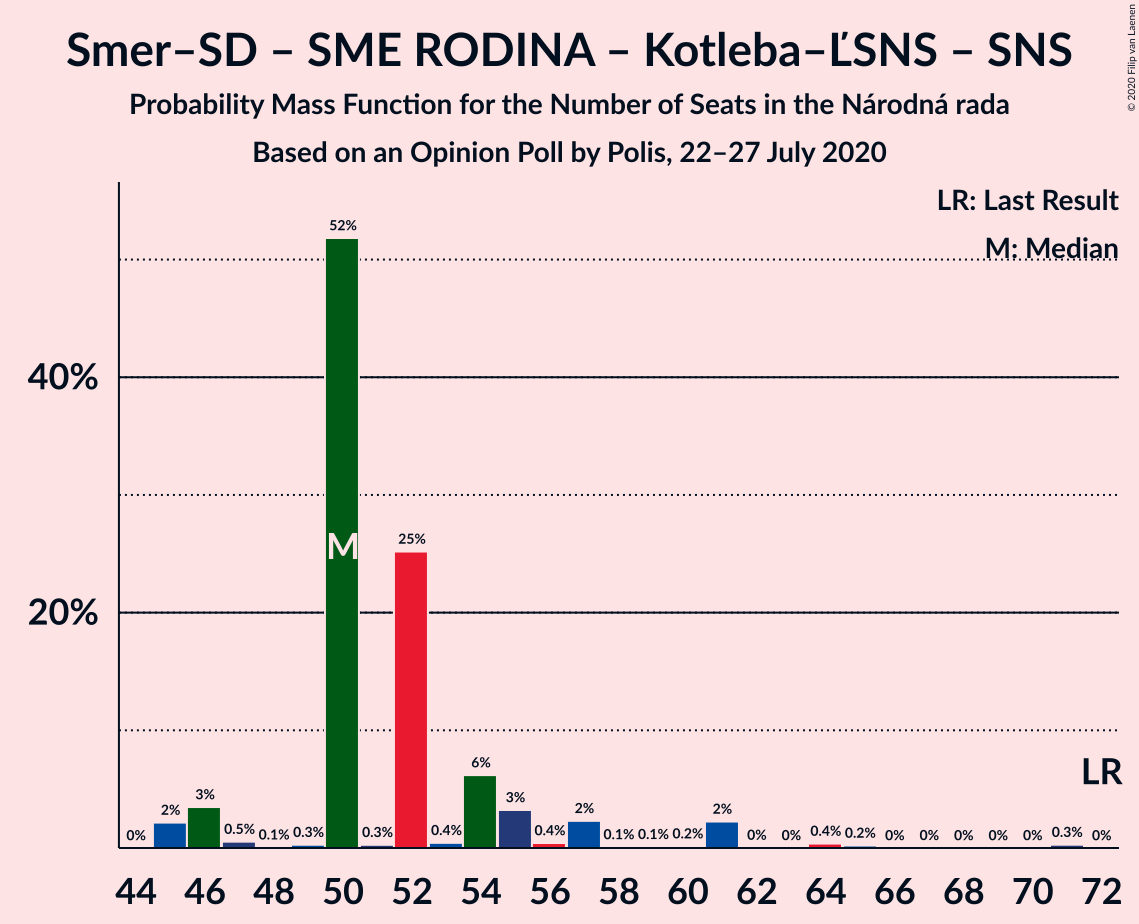 Smer–SD – SME RODINA – Kotleba–ĽSNS – SNS
Probability Mass Function for the Number of Seats in the Národná rada
Based on an Opinion Poll by Polis, 22–27 July 2020
© 2020 Filip van Laenen
LR: Last Result
M: Median
40%
20%
0% 2% 3% 0.5% 0.1% 0.3% 52% 0.3% 25% 0.4% 6% 3% 0.4% 2% 0.1% 0.1% 0.2% 2% 0% 0% 0.4% 0.2% 0% 0% 0% 0% 0% 0.3% 0%
M
LR
44 46 48 50 52 54 56 58 60 62 64 66 68 70 72